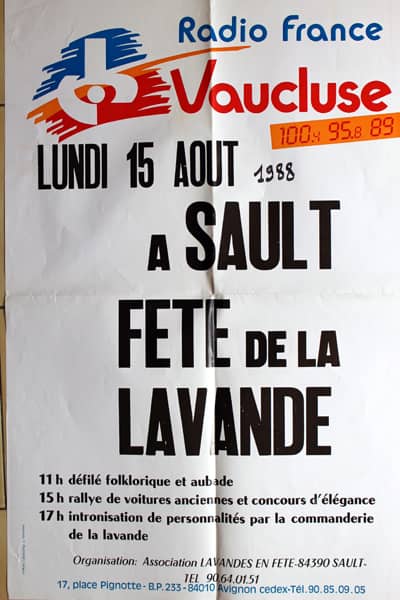 Radio France
Vaucluse
100.4 95.8 89
LUNDI 15 AOUT 1988
A SAULT
FETE DE LA
LAVANDE
11 h défilé folklorique et aubade
15 h rallye de voitures anciennes et concours d'élégance
17 h intronisation de personnalités par la commanderie
de la lavande
Organisation: Association LAVANDES EN FETE-84390 SAULT-
TEL 90.64.01.51
17, place Pignotte - B.P. 233 - 84010 Avignon cedex-Tél. 90.85.09.05